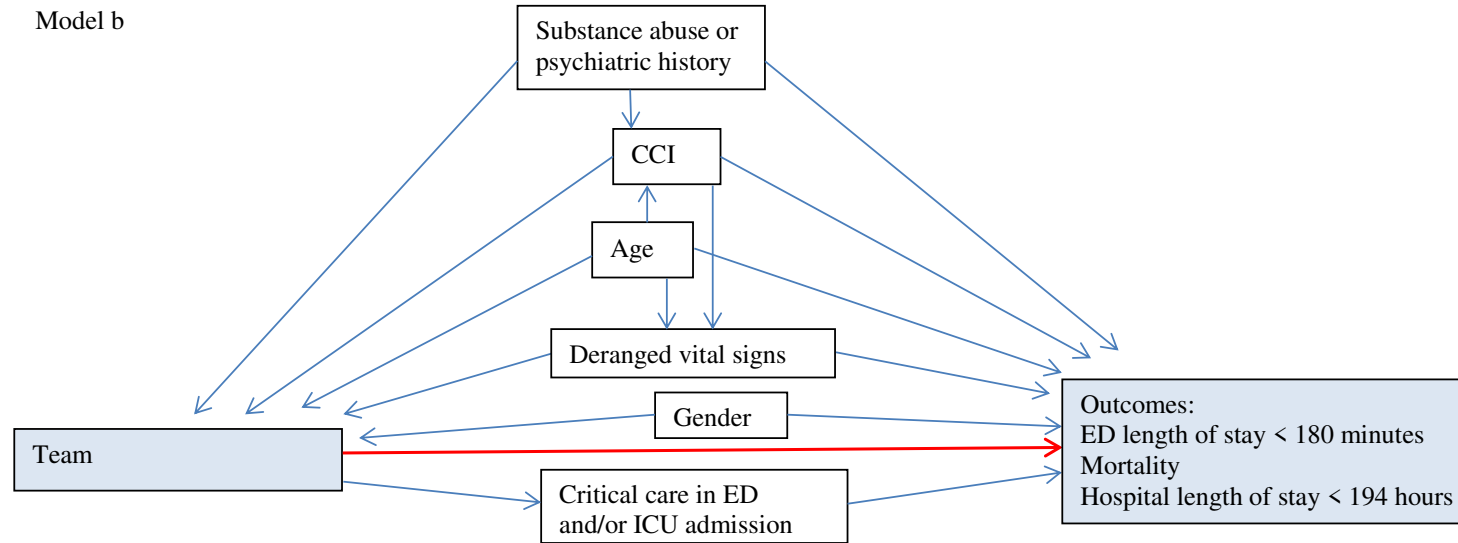 Model b
Substance abuse or
psychiatric history
CCI
Age
Deranged vital signs
Gender
Team
Critical care in ED
and/or ICU admission
Outcomes:
ED length of stay < 180 minutes
Mortality
Hospital length of stay < 194 hours